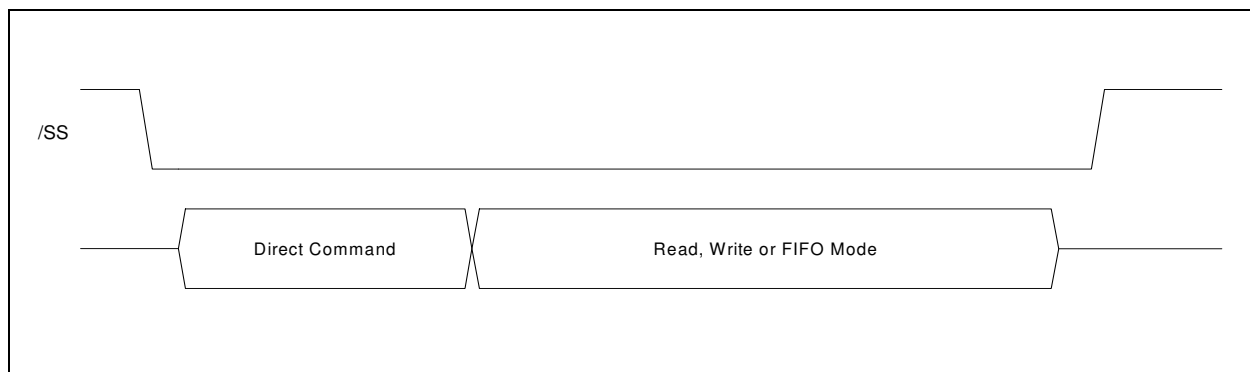 /SS
Direct Command
Read, Write or FIFO Mode